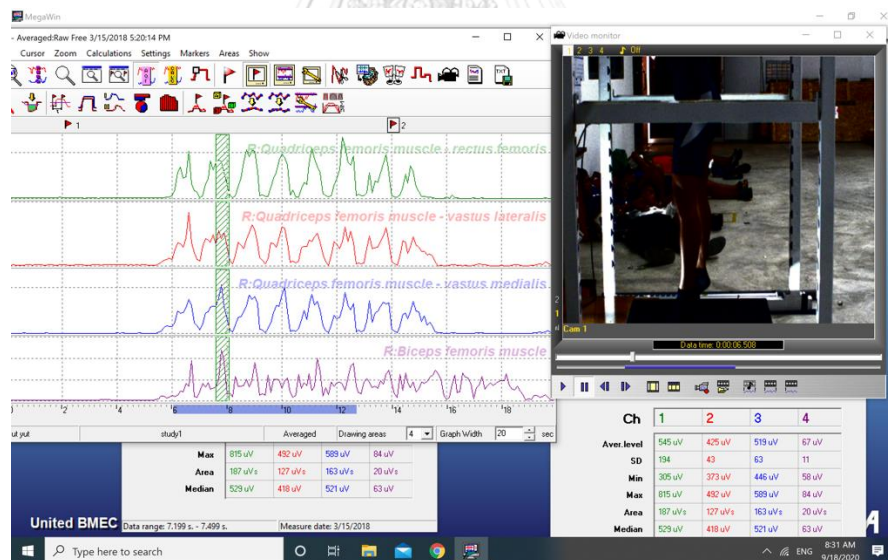 MegaWin
- Averaged:Raw Free 3/15/2018 5:20:14 PM
Cursor Zoom Calculations Settings Markers Areas Show
TXT
1 2
R:Quadriceps femoris muscle - rectus femoris
R:Quadriceps femoris muscle - vastus lateralis
R:Quadriceps femoris muscle - vastus medialis
R:Biceps femoris muscle
2 4 6 8 10 12 14 16 18
ut yut study1 Averaged Drawing areas 4 Graph Width 20 sec
Max 815 uV 492 uV 589 uV 84 uV
Area 187 uVs 127 uVs 163 uVs 20 uVs
Median 529 uV 418 uV 521 uV 63 uV
Data range: 7.199 s. - 7.499 s. Measure date: 3/15/2018
Video monitor
1 2 3 4 Off
2
1
Cam 1
Data time: 0:00:06.508
Ch 1 2 3 4
Aver.level 545 uV 425 uV 519 uV 67 uV
SD 194 43 63 11
Min 305 uV 373 uV 446 uV 58 uV
Max 815 uV 492 uV 589 uV 84 uV
Area 187 uVs 127 uVs 163 uVs 20 uVs
Median 529 uV 418 uV 521 uV 63 uV
United BMEC
A
Type here to search
ENG
8:31 AM
9/18/2020